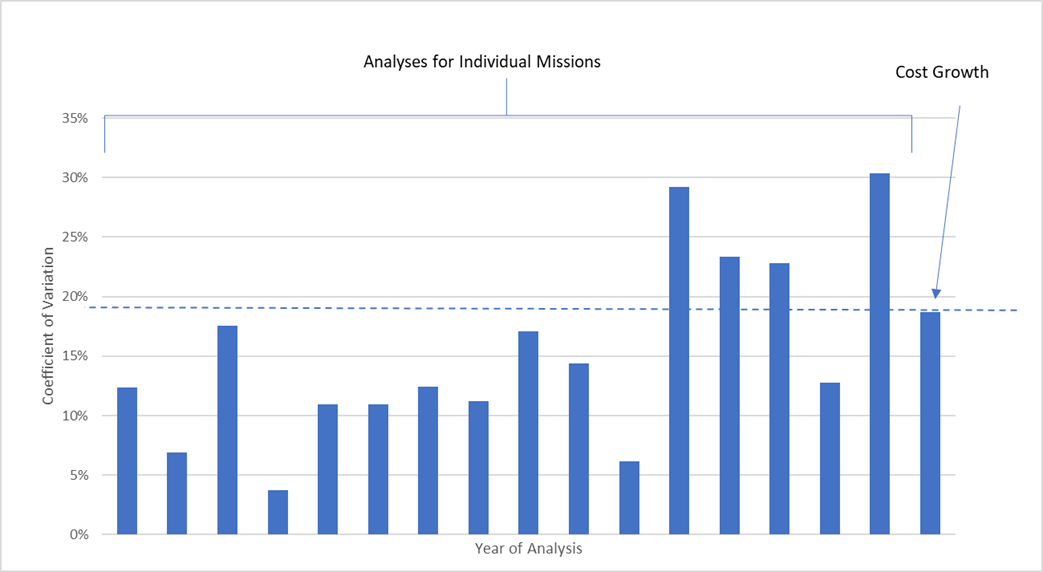 Analyses for Individual Missions
Cost Growth
35%
30%
25%
20%
15%
10%
5%
0%
Coefficient of Variation
Year of Analysis